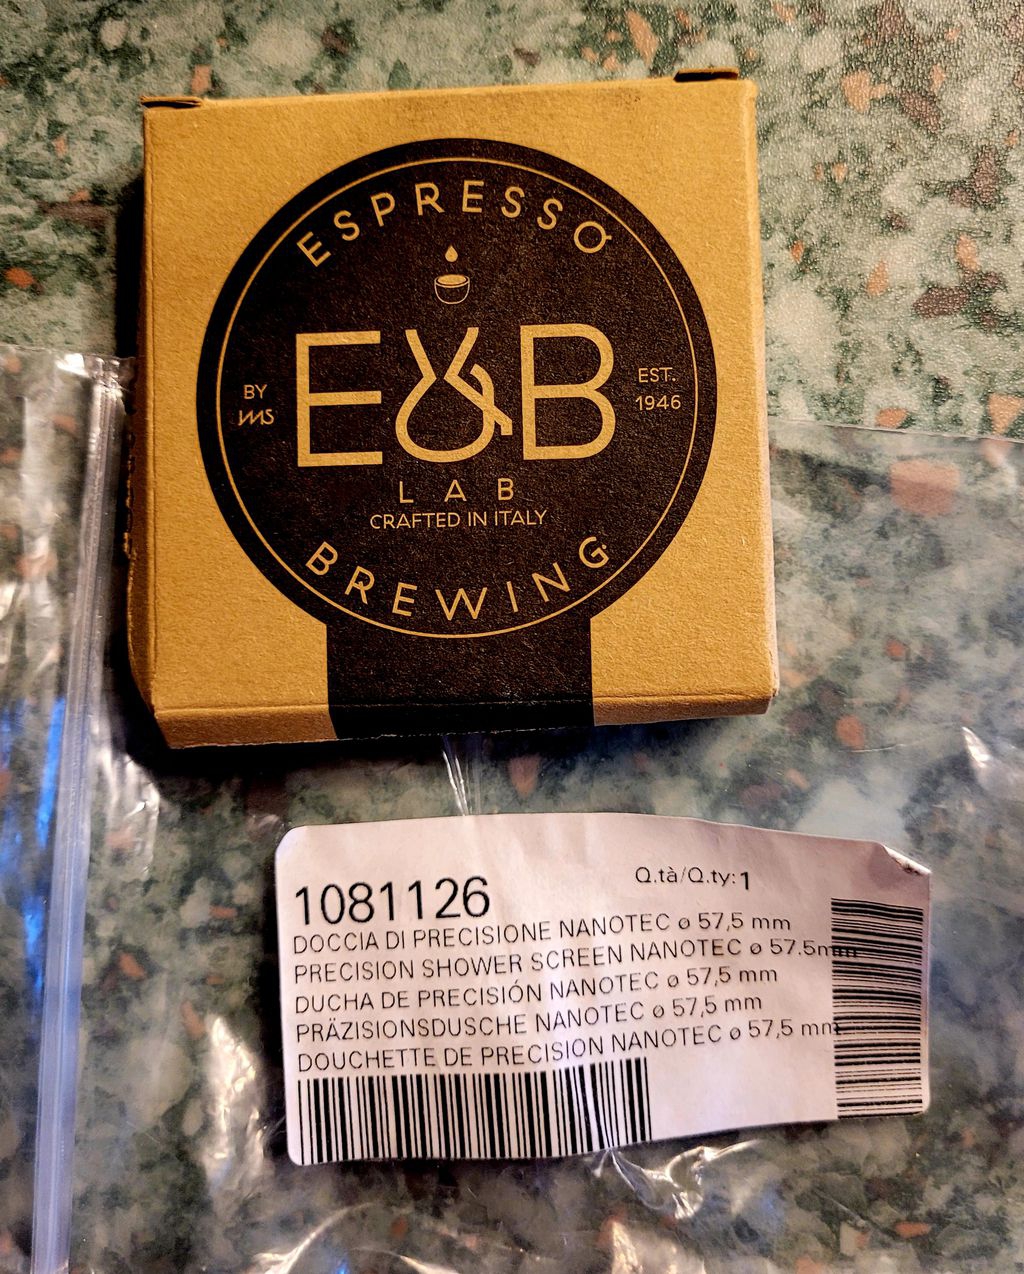 ESPRESSO
E&B
BY
IMS
EST.
1946
LAB
CRAFTED IN ITALY
BREWING
1081126
Q.tà/Q.ty:1
DOCCIA DI PRECISIONE NANOTEC ø 57,5 mm
PRECISION SHOWER SCREEN NANOTEC ø 57.5mm
DUCHA DE PRECISIÓN NANOTEC ø 57,5 mm
PRÄZISIONSDUSCHE NANOTEC ø 57,5 mm
DOUCHETTE DE PRECISION NANOTEC ø 57,5 mm